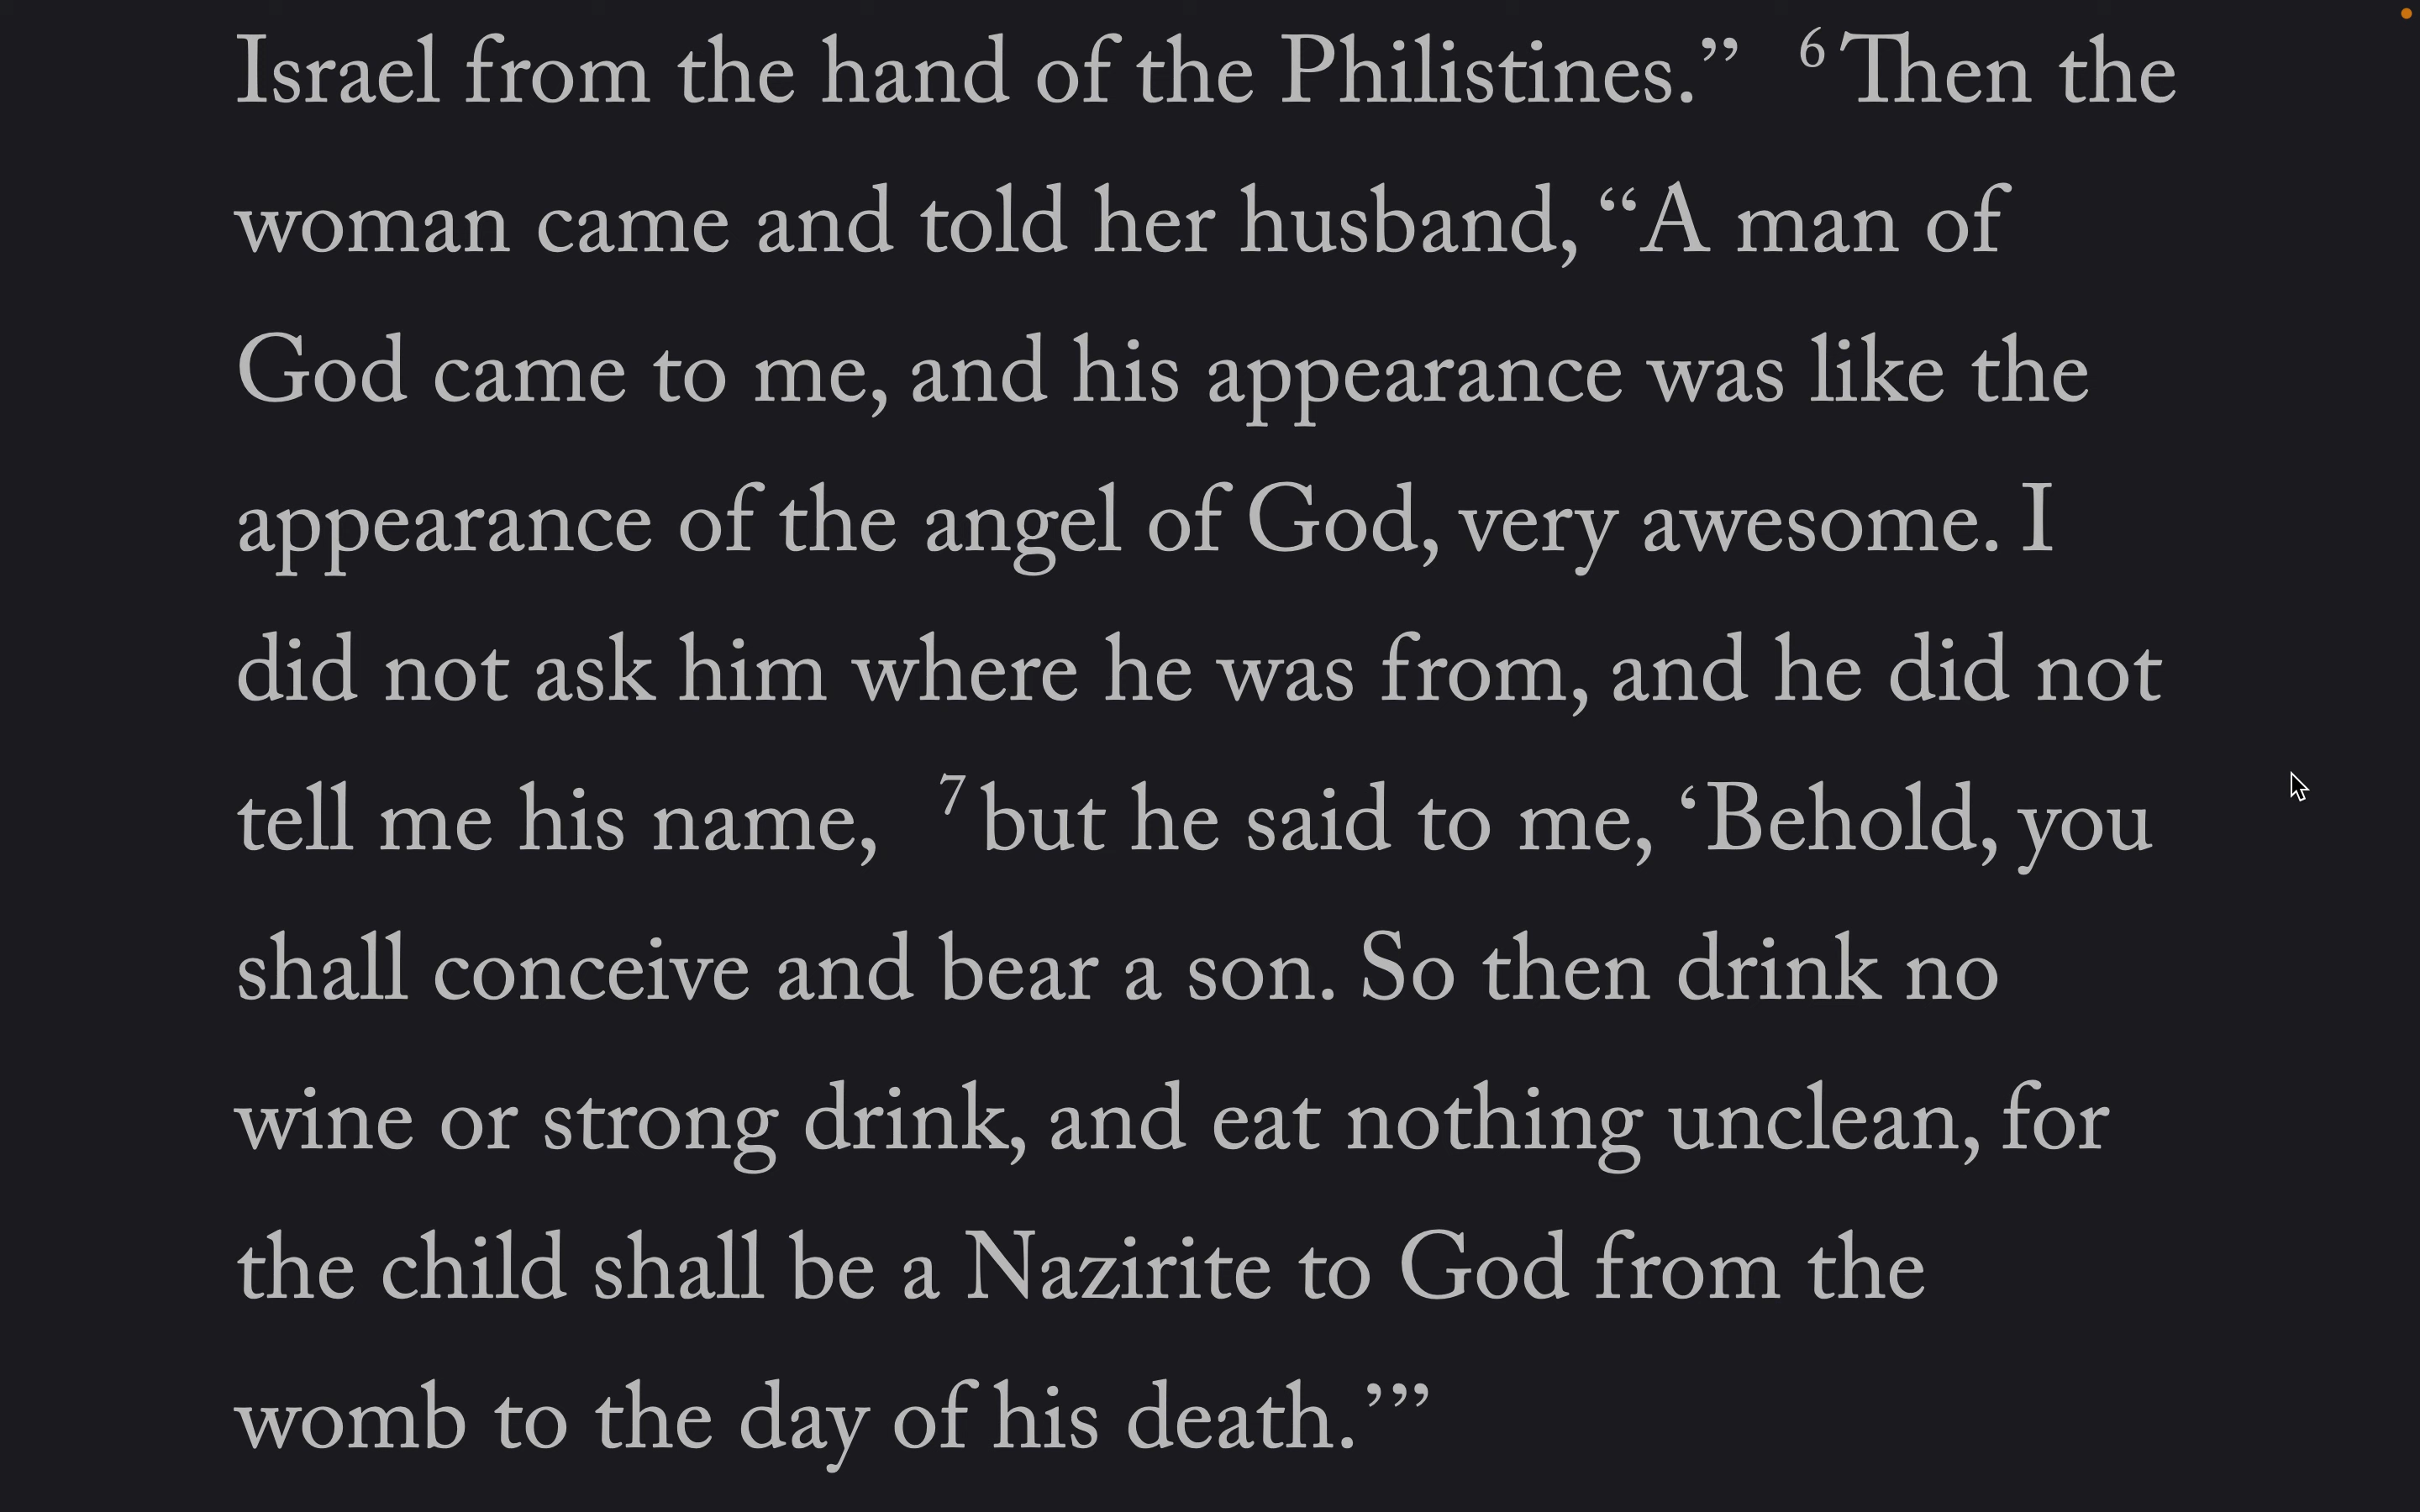 Israel from the hand of the Philistines.” ⁶ Then the
woman came and told her husband, “A man of
God came to me, and his appearance was like the
appearance of the angel of God, very awesome. I
did not ask him where he was from, and he did not
tell me his name, ⁷ but he said to me, ‘Behold, you
shall conceive and bear a son. So then drink no
wine or strong drink, and eat nothing unclean, for
the child shall be a Nazirite to God from the
womb to the day of his death.’”